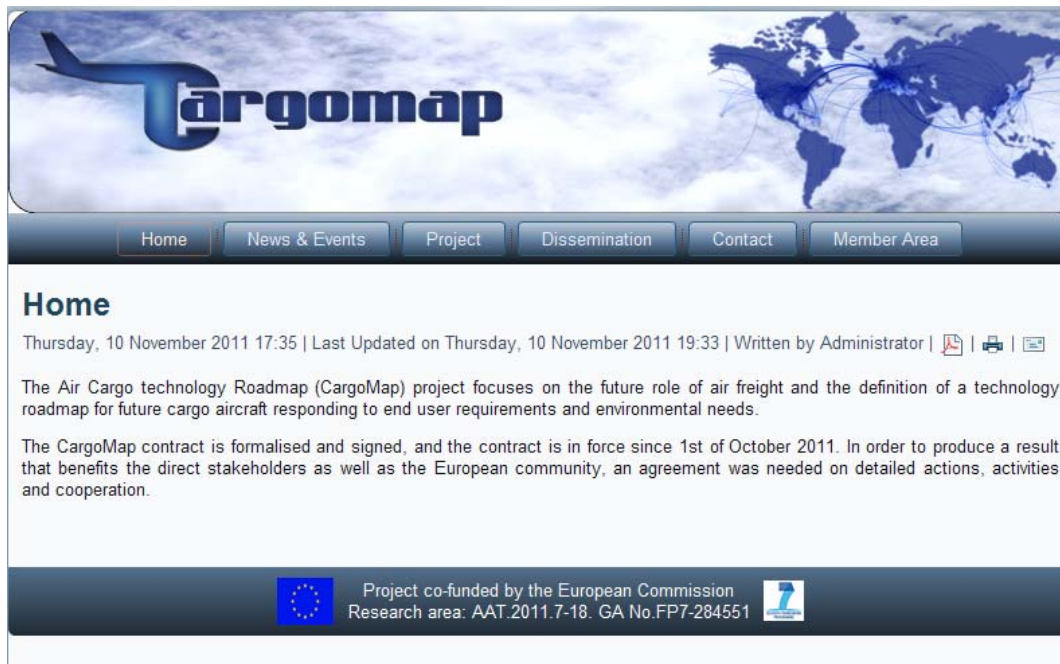 Cargomap
Home
News & Events
Project
Dissemination
Contact
Member Area
Home
Thursday, 10 November 2011 17:35 | Last Updated on Thursday, 10 November 2011 19:33 | Written by Administrator | | |
The Air Cargo technology Roadmap (CargoMap) project focuses on the future role of air freight and the definition of a technology
roadmap for future cargo aircraft responding to end user requirements and environmental needs.
The CargoMap contract is formalised and signed, and the contract is in force since 1st of October 2011. In order to produce a result
that benefits the direct stakeholders as well as the European community, an agreement was needed on detailed actions, activities
and cooperation.
Project co-funded by the European Commission
Research area: AAT.2011.7-18. GA No.FP7-284551
7